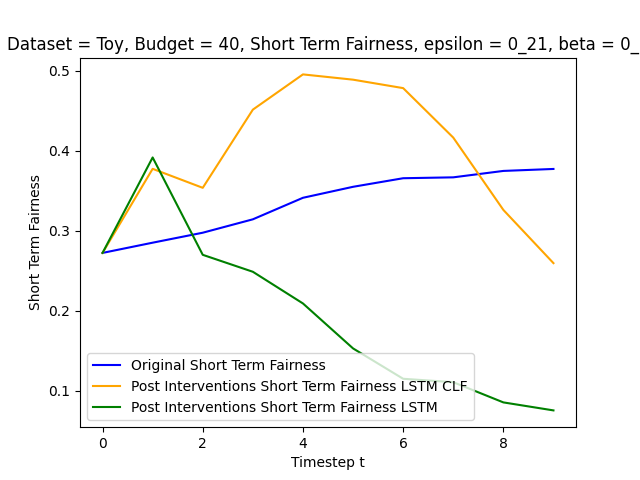 Dataset = Toy, Budget = 40, Short Term Fairness, epsilon = 0_21, beta = 0_
0.5
0.4
0.3
0.2
0.1
Short Term Fairness
Original Short Term Fairness
Post Interventions Short Term Fairness LSTM CLF
Post Interventions Short Term Fairness LSTM
0 2 4 6 8
Timestep t